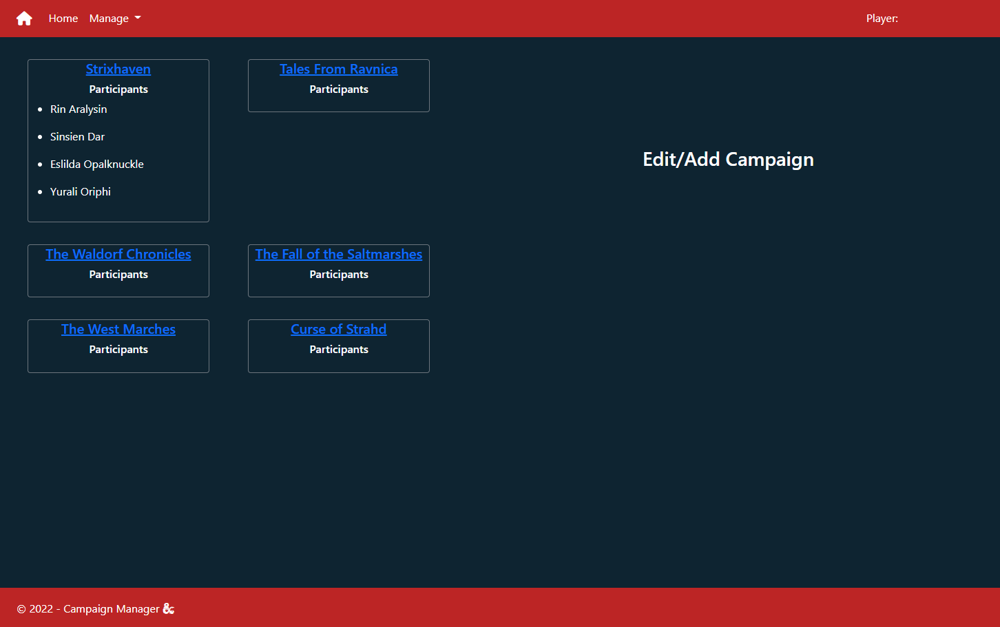 Home Manage Player:
Strixhaven
Participants
Rin Aralysin
Sinsien Dar
Eslilda Opalknuckle
Yurali Oriphi
Tales From Ravnica
Participants
Edit/Add Campaign
The Waldorf Chronicles
Participants
The Fall of the Saltmarshes
Participants
The West Marches
Participants
Curse of Strahd
Participants
© 2022 - Campaign Manager &